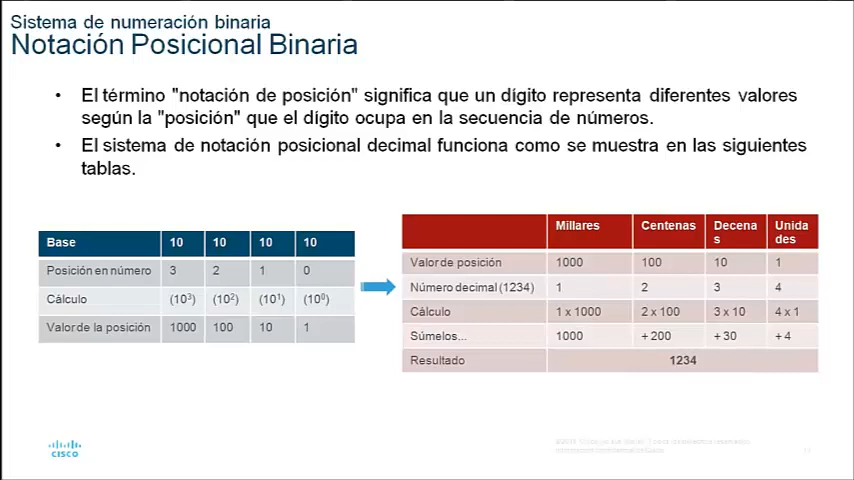 Sistema de numeración binaria
Notación Posicional Binaria
• El término "notación de posición" significa que un dígito representa diferentes valores
según la "posición" que el dígito ocupa en la secuencia de números.
• El sistema de notación posicional decimal funciona como se muestra en las siguientes
tablas.
Base 10 10 10 10
Posición en número 3 2 1 0
Cálculo (10³) (10²) (10¹) (10⁰)
Valor de la posición 1000 100 10 1
Millares Centenas Decena Unida
s des
Valor de posición 1000 100 10 1
Número decimal (1234) 1 2 3 4
Cálculo 1 x 1000 2 x 100 3 x 10 4 x 1
Súmelos... 1000 + 200 + 30 + 4
Resultado 1234
CISCO